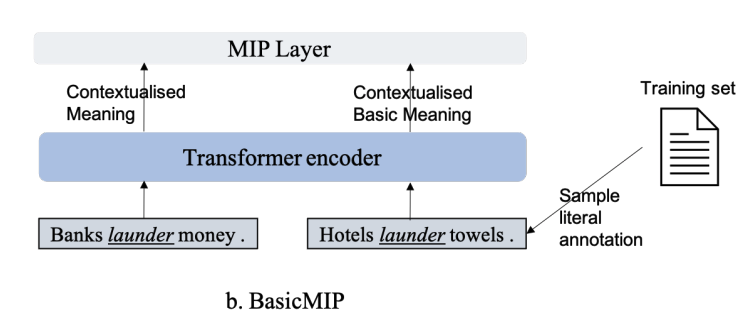 MIP Layer
Contextualised
Meaning
Contextualised
Basic Meaning
Training set
Transformer encoder
Sample
literal
annotation
Banks launder money .
Hotels launder towels .
b. BasicMIP